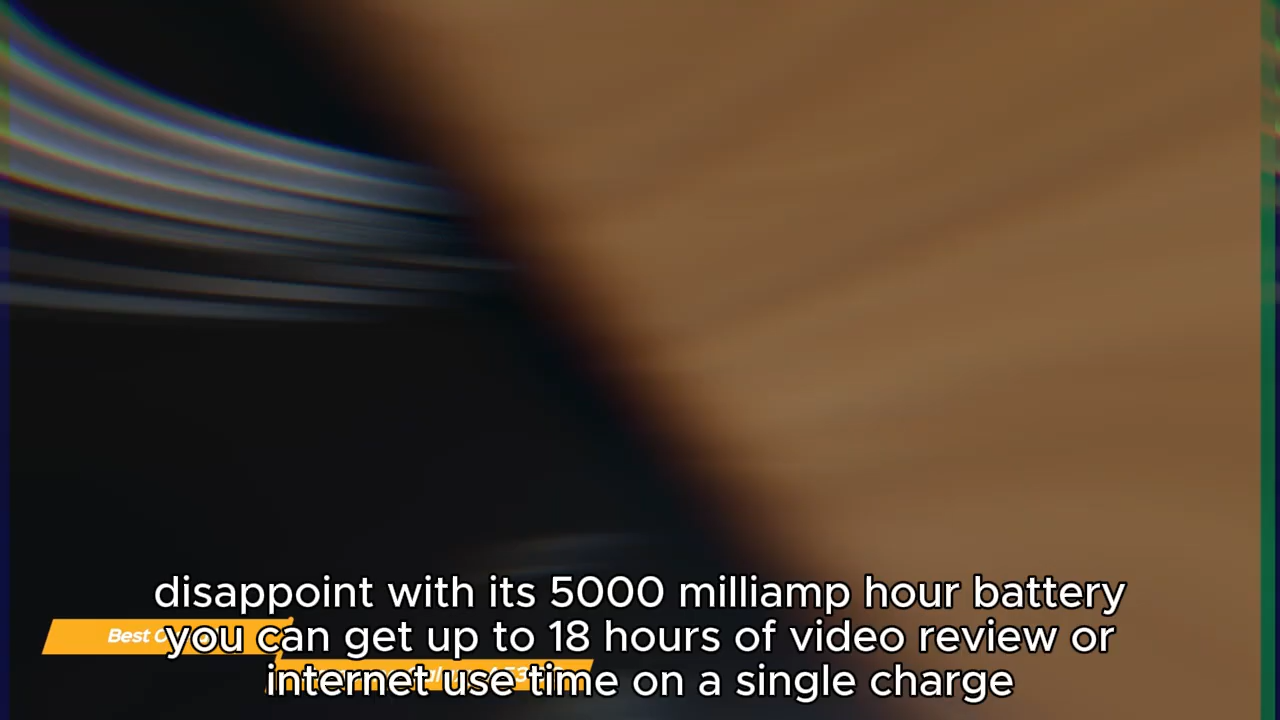 disappoint with its 5000 milliamp hour battery
you can get up to 18 hours of video review or
internet use time on a single charge
Best